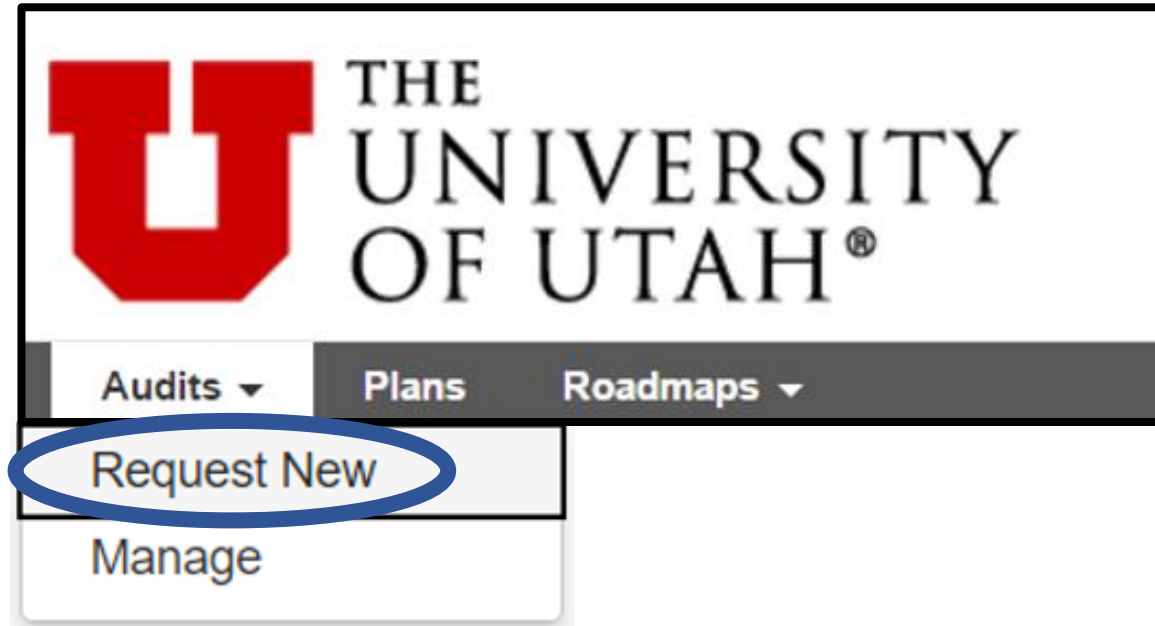 U
THE
UNIVERSITY
OF UTAH®
Audits Plans Roadmaps
Request New
Manage